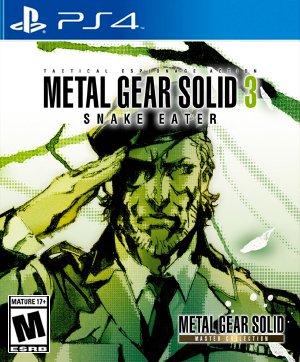 PS4
TACTICAL ESPIONAGE ACTION
METAL GEAR SOLID 3
SNAKE EATER
MATURE 17+
M
ESRB
METAL GEAR SOLID
MASTER COLLECTION